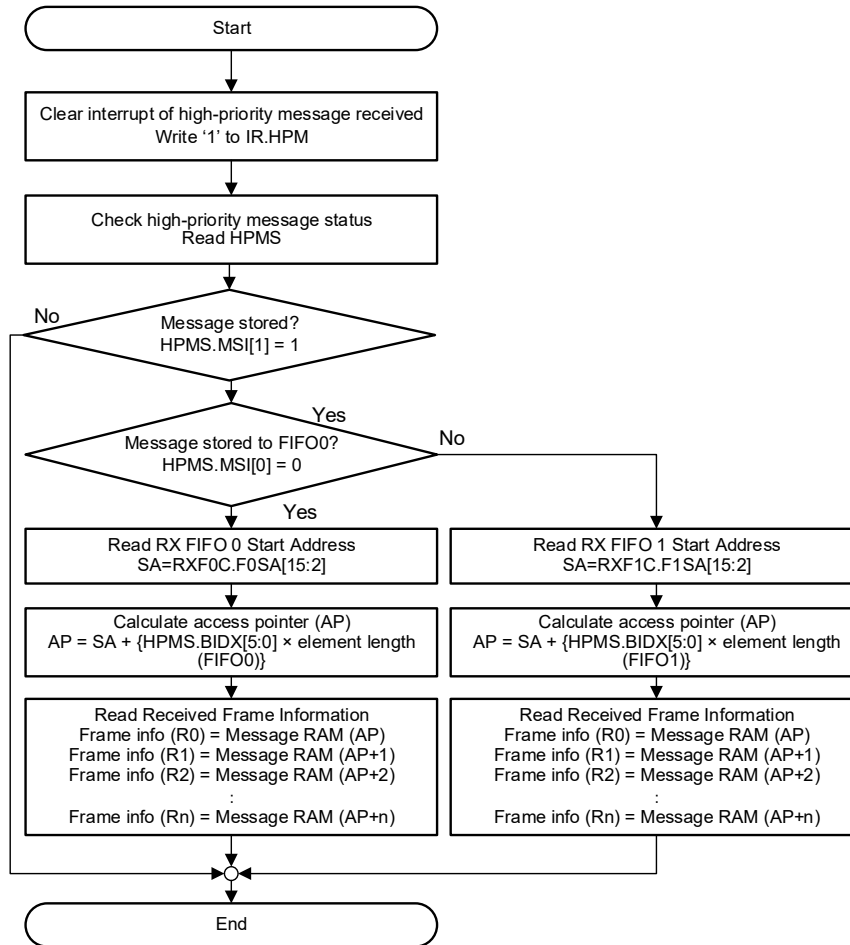 Start
Clear interrupt of high-priority message received
Write ‘1’ to IR.HPM
Check high-priority message status
Read HPMS
No
Message stored?
HPMS.MSI[1] = 1
Yes
Message stored to FIFO0?
HPMS.MSI[0] = 0
No
Yes
Read RX FIFO 0 Start Address
SA=RXF0C.F0SA[15:2]
Calculate access pointer (AP)
AP = SA + {HPMS.BIDX[5:0] × element length
(FIFO0)}
Read Received Frame Information
Frame info (R0) = Message RAM (AP)
Frame info (R1) = Message RAM (AP+1)
Frame info (R2) = Message RAM (AP+2)
:
Frame info (Rn) = Message RAM (AP+n)
Read RX FIFO 1 Start Address
SA=RXF1C.F1SA[15:2]
Calculate access pointer (AP)
AP = SA + {HPMS.BIDX[5:0] × element length
(FIFO1)}
Read Received Frame Information
Frame info (R0) = Message RAM (AP)
Frame info (R1) = Message RAM (AP+1)
Frame info (R2) = Message RAM (AP+2)
:
Frame info (Rn) = Message RAM (AP+n)
End